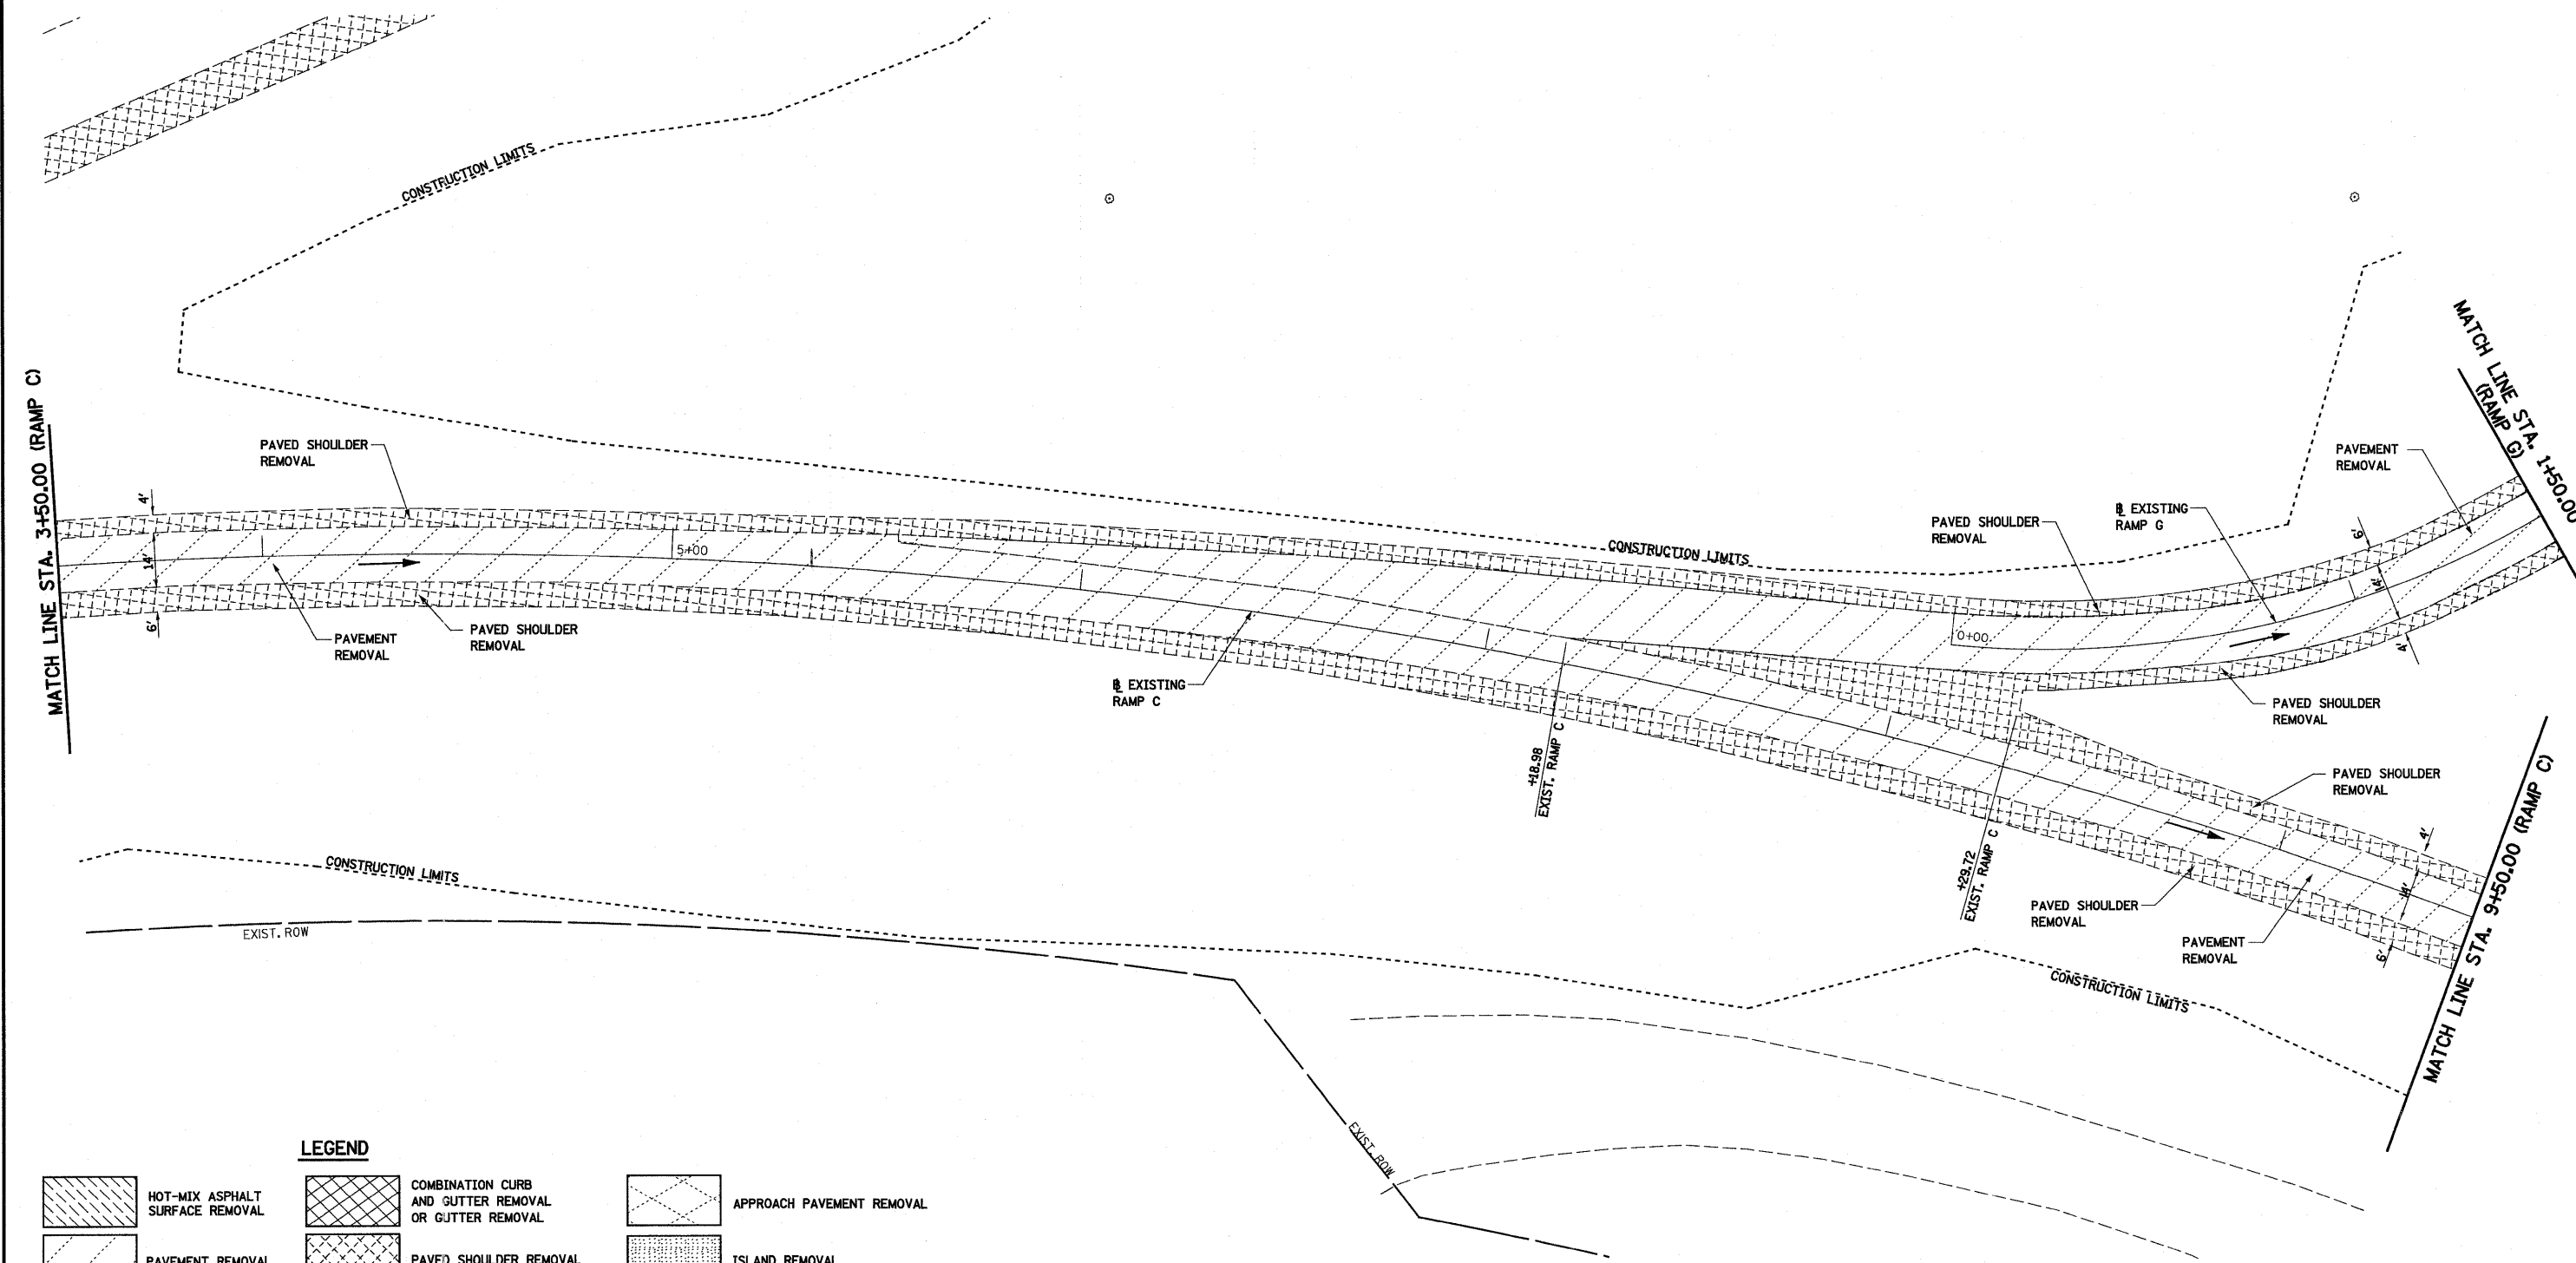 CONSTRUCTION LIMITS
MATCH LINE STA. 3+50.00 (RAMP C)
PAVED SHOULDER
REMOVAL
4'
14'
6'
5+00
PAVEMENT
REMOVAL
PAVED SHOULDER
REMOVAL
CONSTRUCTION LIMITS
PAVED SHOULDER
REMOVAL
EXISTING
RAMP G
PAVEMENT
REMOVAL
MATCH LINE STA. 1+50.00
(RAMP G)
6'
14'
4'
0+00
EXISTING
RAMP C
+18.98
EXIST. RAMP C
+29.72
EXIST. RAMP C
PAVED SHOULDER
REMOVAL
PAVED SHOULDER
REMOVAL
4'
14'
6'
PAVED SHOULDER
REMOVAL
PAVEMENT
REMOVAL
MATCH LINE STA. 9+50.00 (RAMP C)
CONSTRUCTION LIMITS
EXIST. ROW
CONSTRUCTION LIMITS
EXIST. ROW
LEGEND
HOT-MIX ASPHALT
SURFACE REMOVAL
COMBINATION CURB
AND GUTTER REMOVAL
OR GUTTER REMOVAL
APPROACH PAVEMENT REMOVAL
PAVEMENT REMOVAL
PAVED SHOULDER REMOVAL
ISLAND REMOVAL